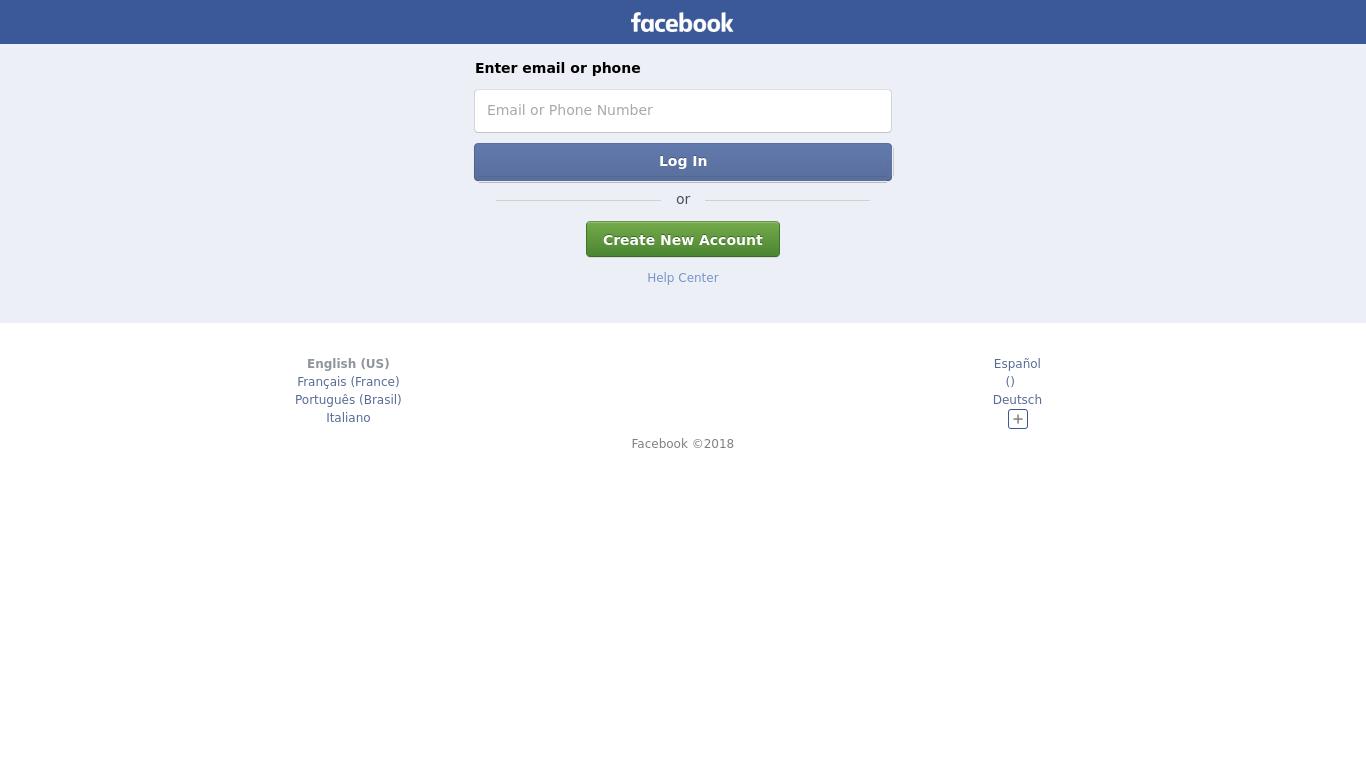 facebook
Enter email or phone
Email or Phone Number
Log In
or
Create New Account
Help Center
English (US)
Français (France)
Português (Brasil)
Italiano
Español
()
Deutsch
+
Facebook ©2018